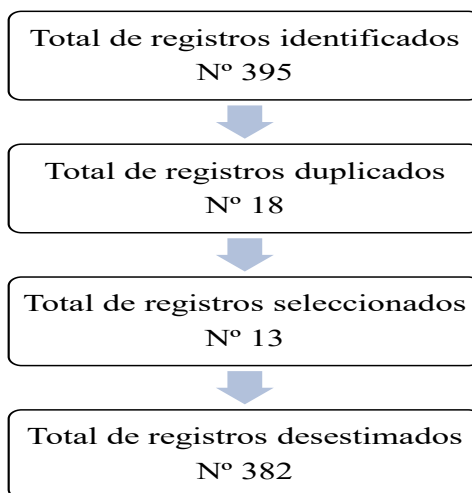 Total de registros identificados
Nº 395
Total de registros duplicados
Nº 18
Total de registros seleccionados
Nº 13
Total de registros desestimados
Nº 382